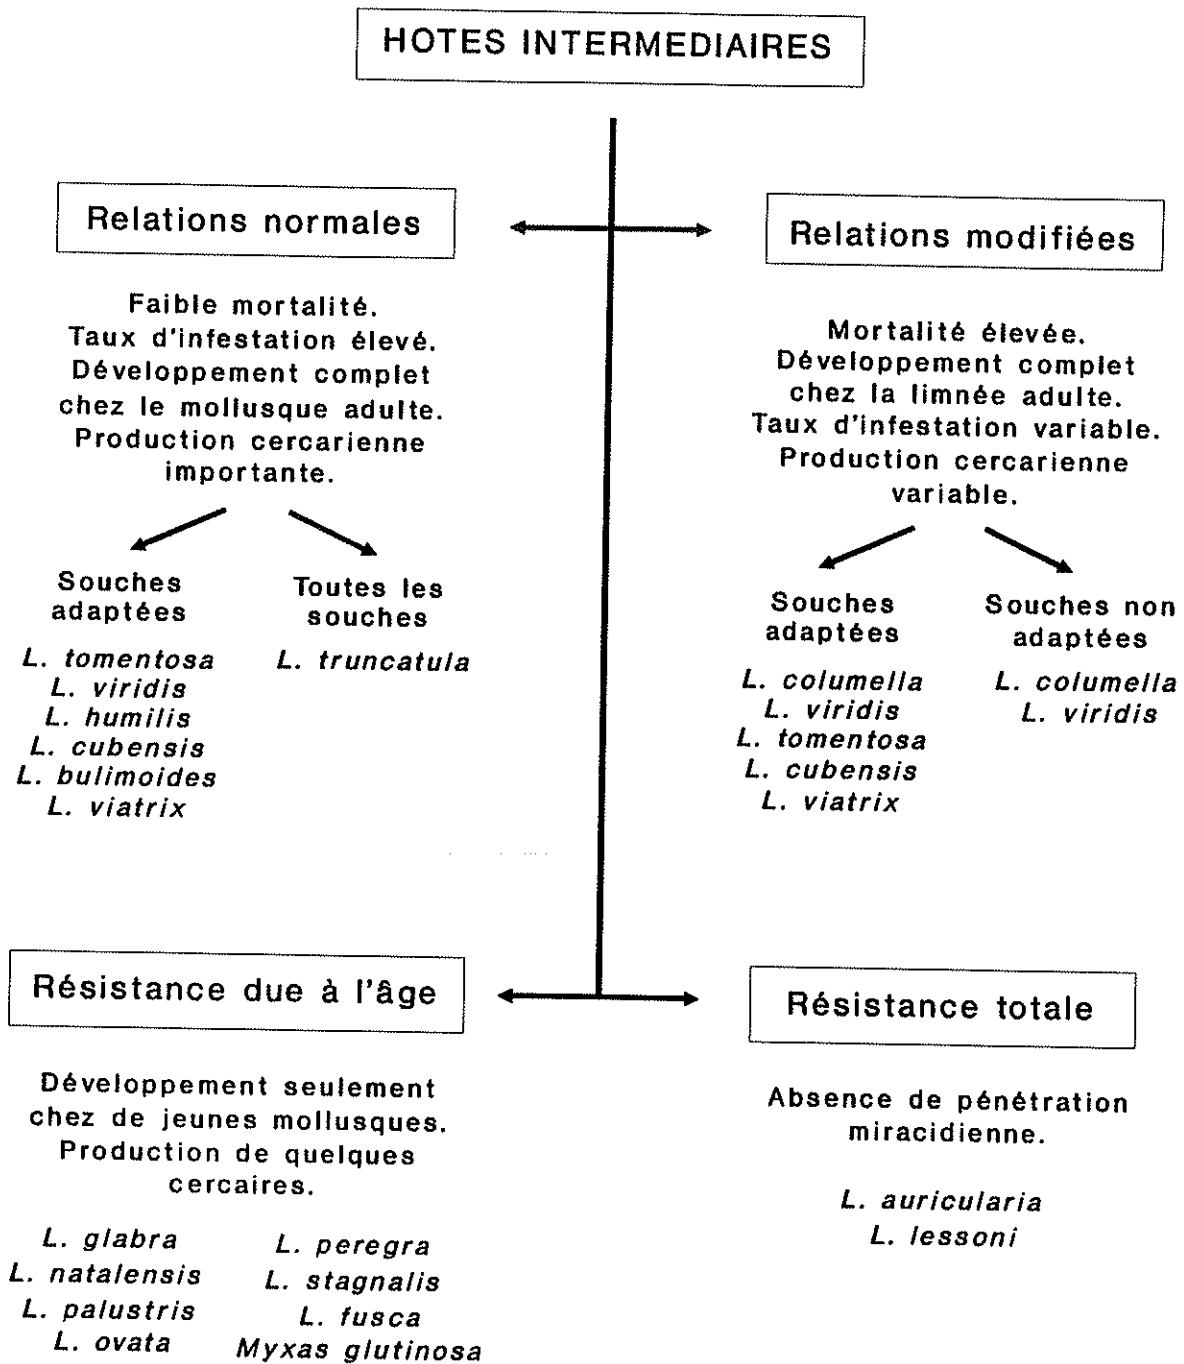 HOTES INTERMEDIAIRES
Relations normales
Faible mortalité.
Taux d'infestation élevé.
Développement complet
chez le mollusque adulte.
Production cercarienne
importante.
Souches
adaptées
L. tomentosa
L. viridis
L. humilis
L. cubensis
L. bulimoides
L. viatrix
Toutes les
souches
L. truncatula
Relations modifiées
Mortalité élevée.
Développement complet
chez la limnée adulte.
Taux d'infestation variable.
Production cercarienne
variable.
Souches
adaptées
L. columella
L. viridis
L. tomentosa
L. cubensis
L. viatrix
Souches non
adaptées
L. columella
L. viridis
Résistance due à l'âge
Développement seulement
chez de jeunes mollusques.
Production de quelques
cercaires.
L. glabra
L. natalensis
L. palustris
L. ovata
L. peregra
L. stagnalis
L. fusca
Myxas glutinosa
Résistance totale
Absence de pénétration
miracidienne.
L. auricularia
L. lessoni